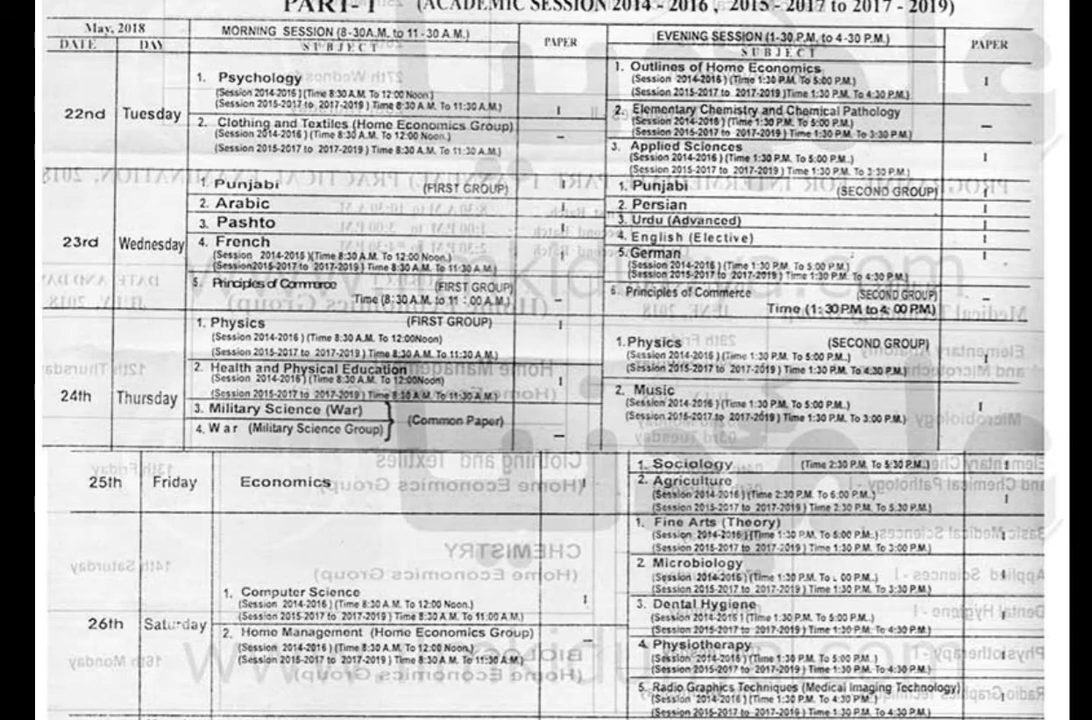 PART- I (ACADEMIC SESSION 2014 - 2016 , 2015 - 2017 to 2017 - 2019)
May, 2018
DATE DAY
MORNING SESSION (8-30A.M. to 11 -30 A.M.)
SUBJECT
PAPER
EVENING SESSION (1-30 P.M. to 4-30 P.M.)
SUBJECT
PAPER
22nd Tuesday
1. Psychology
(Session 2014-2016 ) (Time 8:30 A.M. To 12:00 Noon)
(Session 2015-2017 to 2017-2019 ) Time 8:30 A.M. To 11:30 A.M.)
I
2. Clothing and Textiles (Home Economics Group)
(Session 2014-2016 ) (Time 8:30 A.M. To 12:00 Noon.)
(Session 2015-2017 to 2017-2019 ) Time 8:30 A.M. To 11:30 A.M.)
–
1. Outlines of Home Economics
(Session 2014-2016 ) (Time 1:30 P.M. To 5:00 P.M.)
(Session 2015-2017 to 2017-2019 ) Time 1:30 P.M. To 4:30 P.M.)
I
2. Elementary Chemistry and Chemical Pathology
(Session 2014-2016 ) (Time 1:30 P.M. To 5:00 P.M.)
(Session 2015-2017 to 2017-2019 ) Time 1:30 P.M. To 3:30 P.M.)
–
3. Applied Sciences
(Session 2014-2016 ) (Time 1:30 P.M. To 5:00 P.M..)
(Session 2015-2017 to 2017-2019 ) Time 1:30 P.M. To 3:30 P.M.)
I
23rd Wednesday
1. Punjabi (FIRST GROUP)
2. Arabic I
3. Pashto I
4. French
(Session 2014-2016 )(Time 8:30 A.M. To 12:00 Noon.)
(Session2015-2017 to 2017-2019 ) Time 8:30 A.M. To 11:30 A.M.)
I
5. Principles of Commerce (FIRST GROUP)
Time (8:30 A.M. to 11 :00 A.M.)
–
1. Punjabi (SECOND GROUP) I
2. Persian I
3. Urdu (Advanced) I
4. English (Elective) I
5. German
(Session 2014-2016 ) (Time 1:30 P.M. To 5:00 P.M.)
(Session 2015-2017 to 2017-2019 ) Time 1:30 P.M. To 4:30 P.M.)
I
6. Principles of Commerce (SECOND GROUP)
Time (1: 30 P.M to 4: 00 P.M.)
–
24th Thursday
1. Physics (FIRST GROUP)
(Session 2014-2016 ) (Time 8:30 A.M. To 12:00Noon)
(Session 2015-2017 to 2017-2019 ) Time 8:30 A.M. To 11:30 A.M.)
I
2. Health and Physical Education
(Session 2014-2016 ) (Time 8:30 A.M. To 12:00Noon)
(Session 2015-2017 to 2017-2019 ) Time 8:30 A.M. To 11:30 A.M.)
I
3. Military Science (War)
4. War (Military Science Group)
(Common Paper)
–
1. Physics (SECOND GROUP)
(Session 2014-2016 ) (Time 1:30 P.M. To 5:00 P.M.)
(Session 2015-2017 to 2017-2019 ) Time 1:30 P.M. To 4:30 P.M.)
I
2. Music
(Session 2014-2016 ) (Time 1:30 P.M. To 5:00 P.M..)
(Session 2015-2017 to 2017-2019 ) Time 1:30 P.M. To 3:00 P.M.)
I
25th Friday
Economics I
1. Sociology (Time 2:30 P.M. To 5:30 P.M..) I
2. Agriculture
(Session 2014-2016 ) (Time 2:30 P.M. To 6:00 P.M.)
(Session 2015-2017 to 2017-2019 ) Time 2:30 P.M. To 5.30 P.M.)
I
26th Saturday
1. Computer Science
(Session 2014-2016 ) (Time 8:30 A.M. To 12:00 Noon.)
(Session 2015-2017 to 2017-2019 ) Time 8:30 A.M. To 11:00 A.M.)
I
2. Home Management (Home Economics Group)
(Session 2014-2016 ) (Time 8:30 A.M. To 12:00 Noon.)
(Session 2015-2017 to 2017-2019 ) Time 8:30 A.M. To 11:30 A.M.)
–
1. Fine Arts (Theory)
(Session 2014-2016 ) (Time 1:30 P.M. To 5:00 P.M..)
(Session 2015-2017 to 2017-2019 ) Time 1:30 P.M. To 3:00 P.M.)
I
2. Microbiology
(Session 2014-2016 ) (Time 1:30 P.M. To 00 P.M..)
(Session 2015-2017 to 2017-2019 ) Time 1:30 P.M. To 3:30 P.M.)
I
3. Dental Hygiene
(Session 2014-2016 ) (Time 1:30 P.M. To 5:00 P.M..)
(Session 2015-2017 to 2017-2019 ) Time 1:30 P.M. To 4:30 P.M.)
I
4. Physiotherapy
(Session 2014-2016 ) (Time 1:30 P.M. To 5:00 P.M.)
(Session 2015-2017 to 2017-2019 ) Time 1:30 P.M. To 4:30 P.M.)
I
5. Radio Graphics Techniques (Medical Imaging Technology)
(Session 2014-2016 ) (Time 1:30 P.M. To 4:30 P.M..)
(Session 2015-2017 to 2017-2019 ) Time 1:30 P.M. To 4:30 P.M.)
I